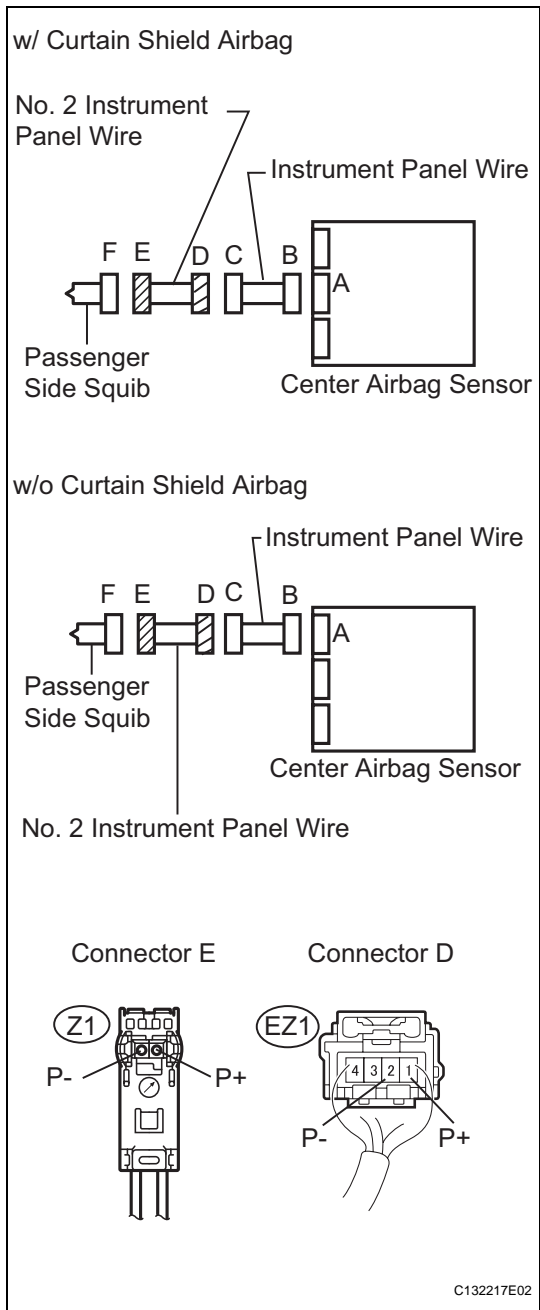 w/ Curtain Shield Airbag
No. 2 Instrument
Panel Wire
Instrument Panel Wire
F E D C B
A
Passenger
Side Squib
Center Airbag Sensor
w/o Curtain Shield Airbag
Instrument Panel Wire
F E D C B
A
Passenger
Side Squib
Center Airbag Sensor
No. 2 Instrument Panel Wire
Connector E
Connector D
Z1
EZ1
P-
P+
4 3 2 1
P-
P+
C132217E02